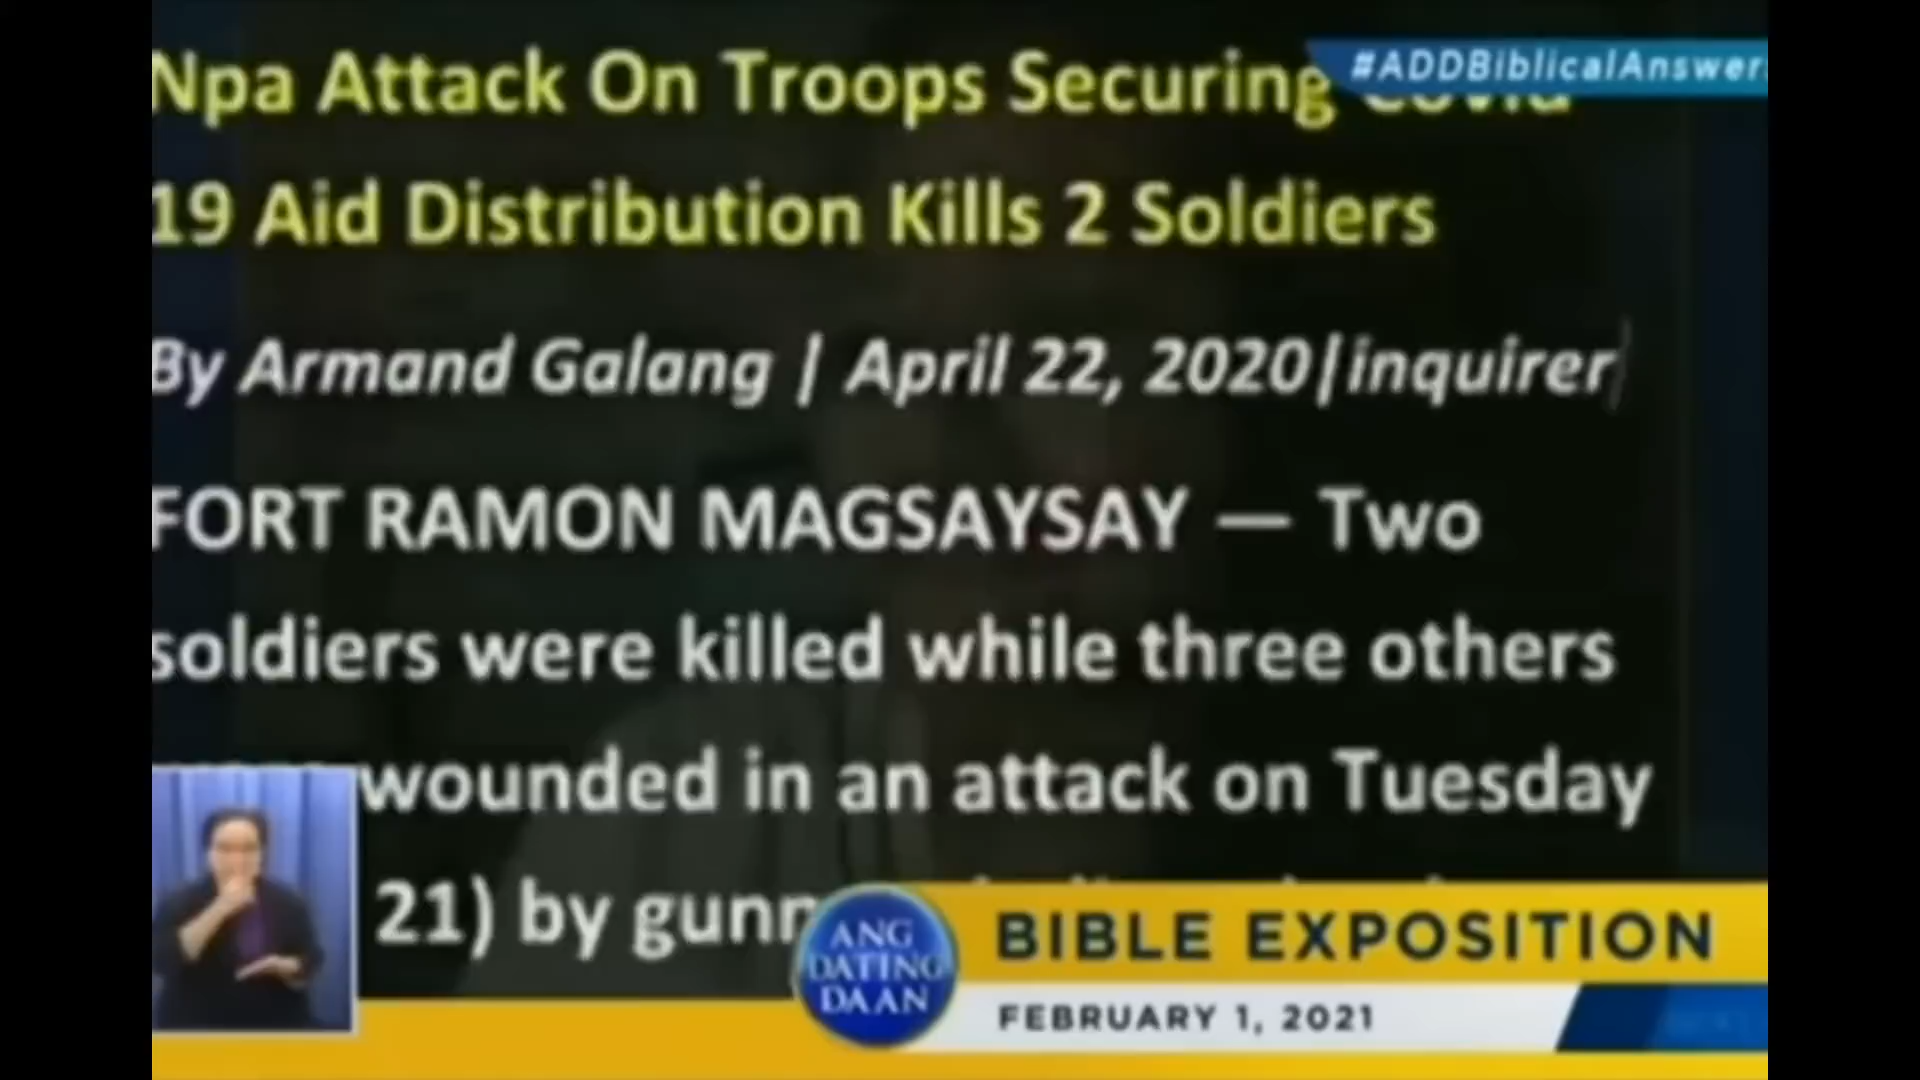 Npa Attack On Troops Securing Covid
#ADDBiblicalAnswer
19 Aid Distribution Kills 2 Soldiers
By Armand Galang | April 22, 2020|inquirer
FORT RAMON MAGSAYSAY — Two
soldiers were killed while three others
wounded in an attack on Tuesday
21) by
ANG
DATING
DAAN
BIBLE EXPOSITION
FEBRUARY 1, 2021